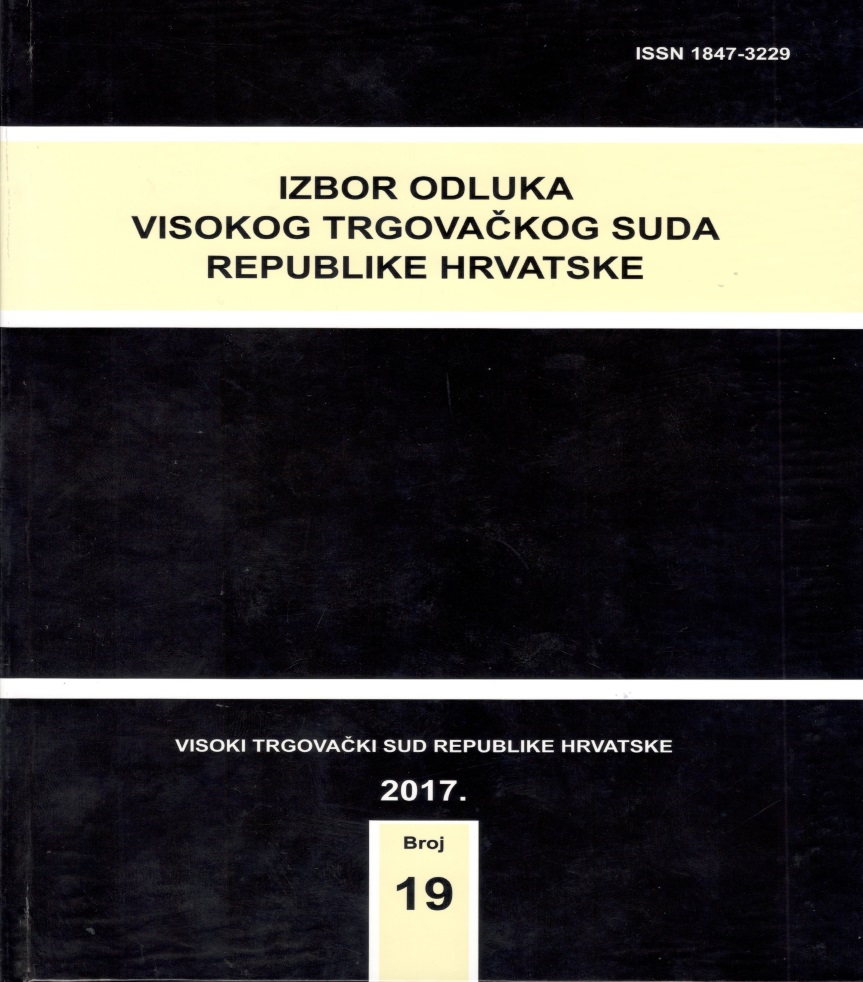 ISSN 1847-3229
IZBOR ODLUKA
VISOKOG TRGOVAČKOG SUDA
REPUBLIKE HRVATSKE
VISOKI TRGOVAČKI SUD REPUBLIKE HRVATSKE
2017.
Broj
19